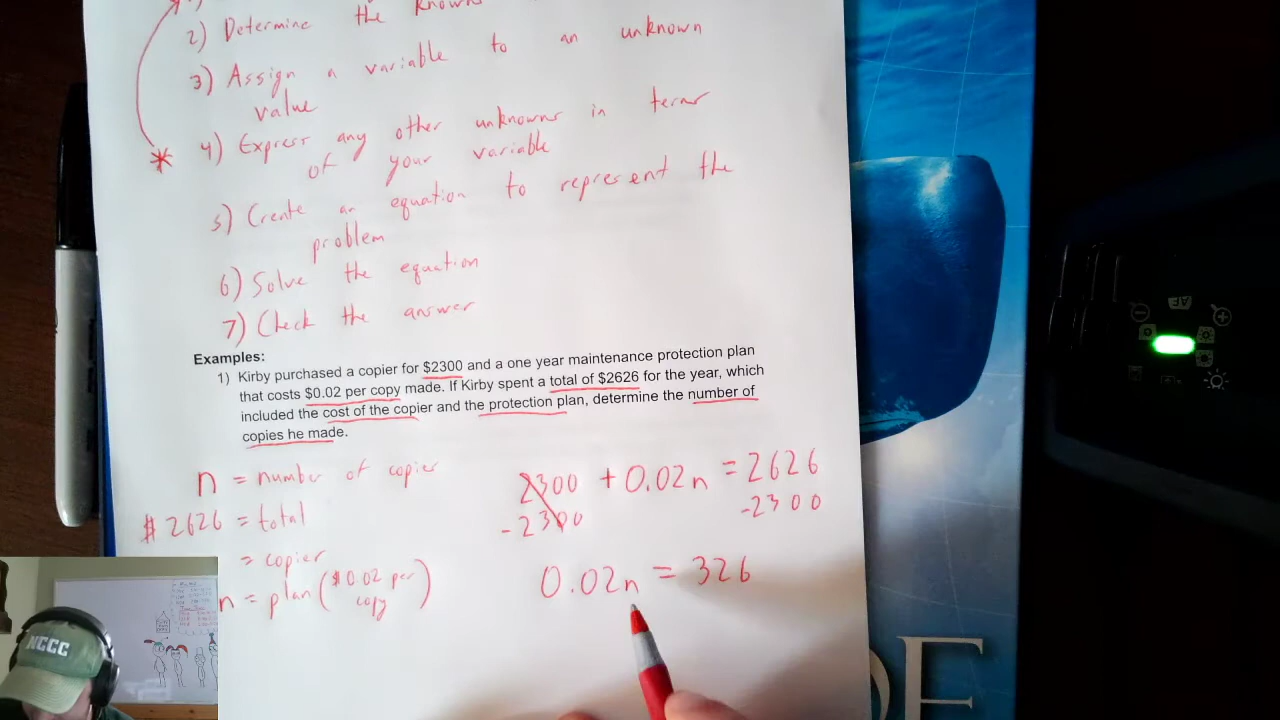 2) Determine the known
3) Assign a variable to an unknown
value
4) Express any other unknowns in terms
of your variable
5) Create an equation to represent the
problem
6) Solve the equation
7) Check the answer
Examples:
1) Kirby purchased a copier for $2300 and a one year maintenance protection plan
that costs $0.02 per copy made. If Kirby spent a total of $2626 for the year, which
included the cost of the copier and the protection plan, determine the number of
copies he made.
n = number of copies
$2626 = total
= copier
n = plan ($0.02 per
copy)
2300 + 0.02n = 2626
-2300 -2300
0.02n = 326
NCCC
AF